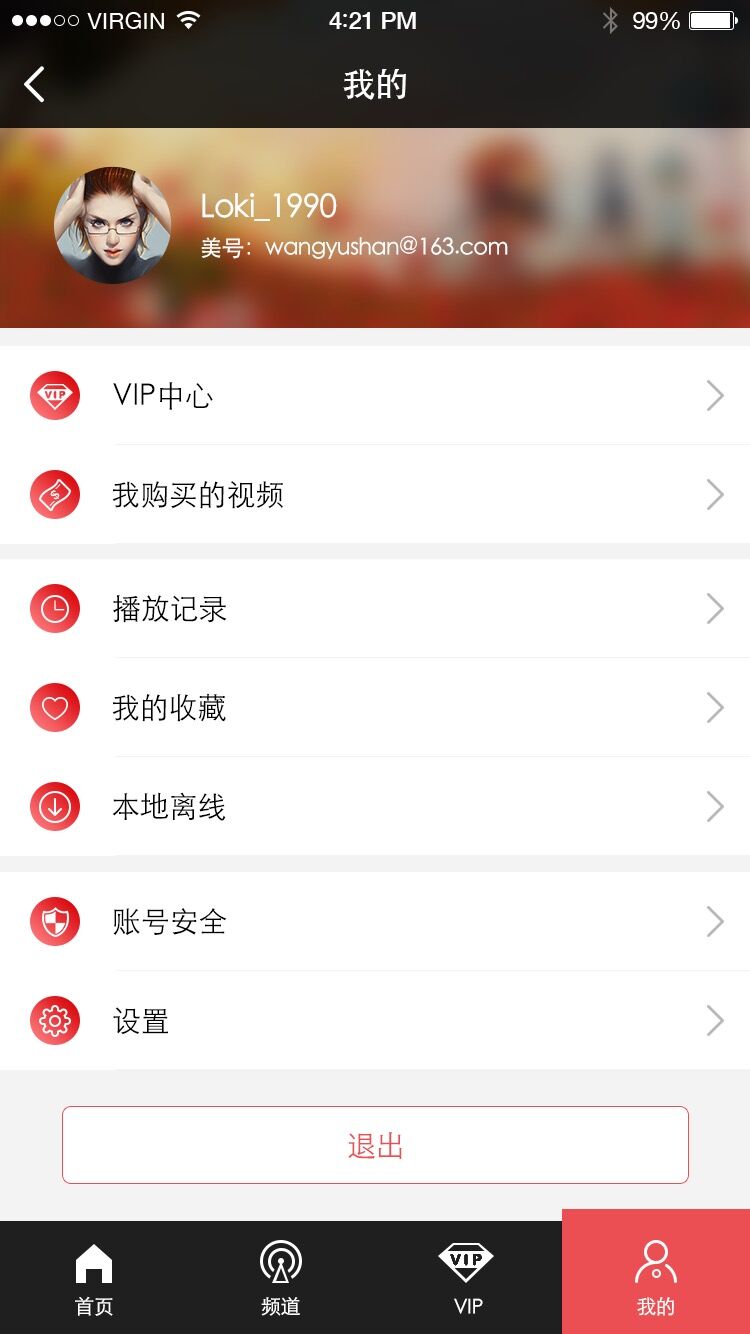 VIRGIN 4:21 PM 99%
我的
Loki_1990
美号：wangyushan@163.com
VIP中心
我购买的视频
播放记录
我的收藏
本地离线
账号安全
设置
退出
VIP
首页 频道 VIP 我的